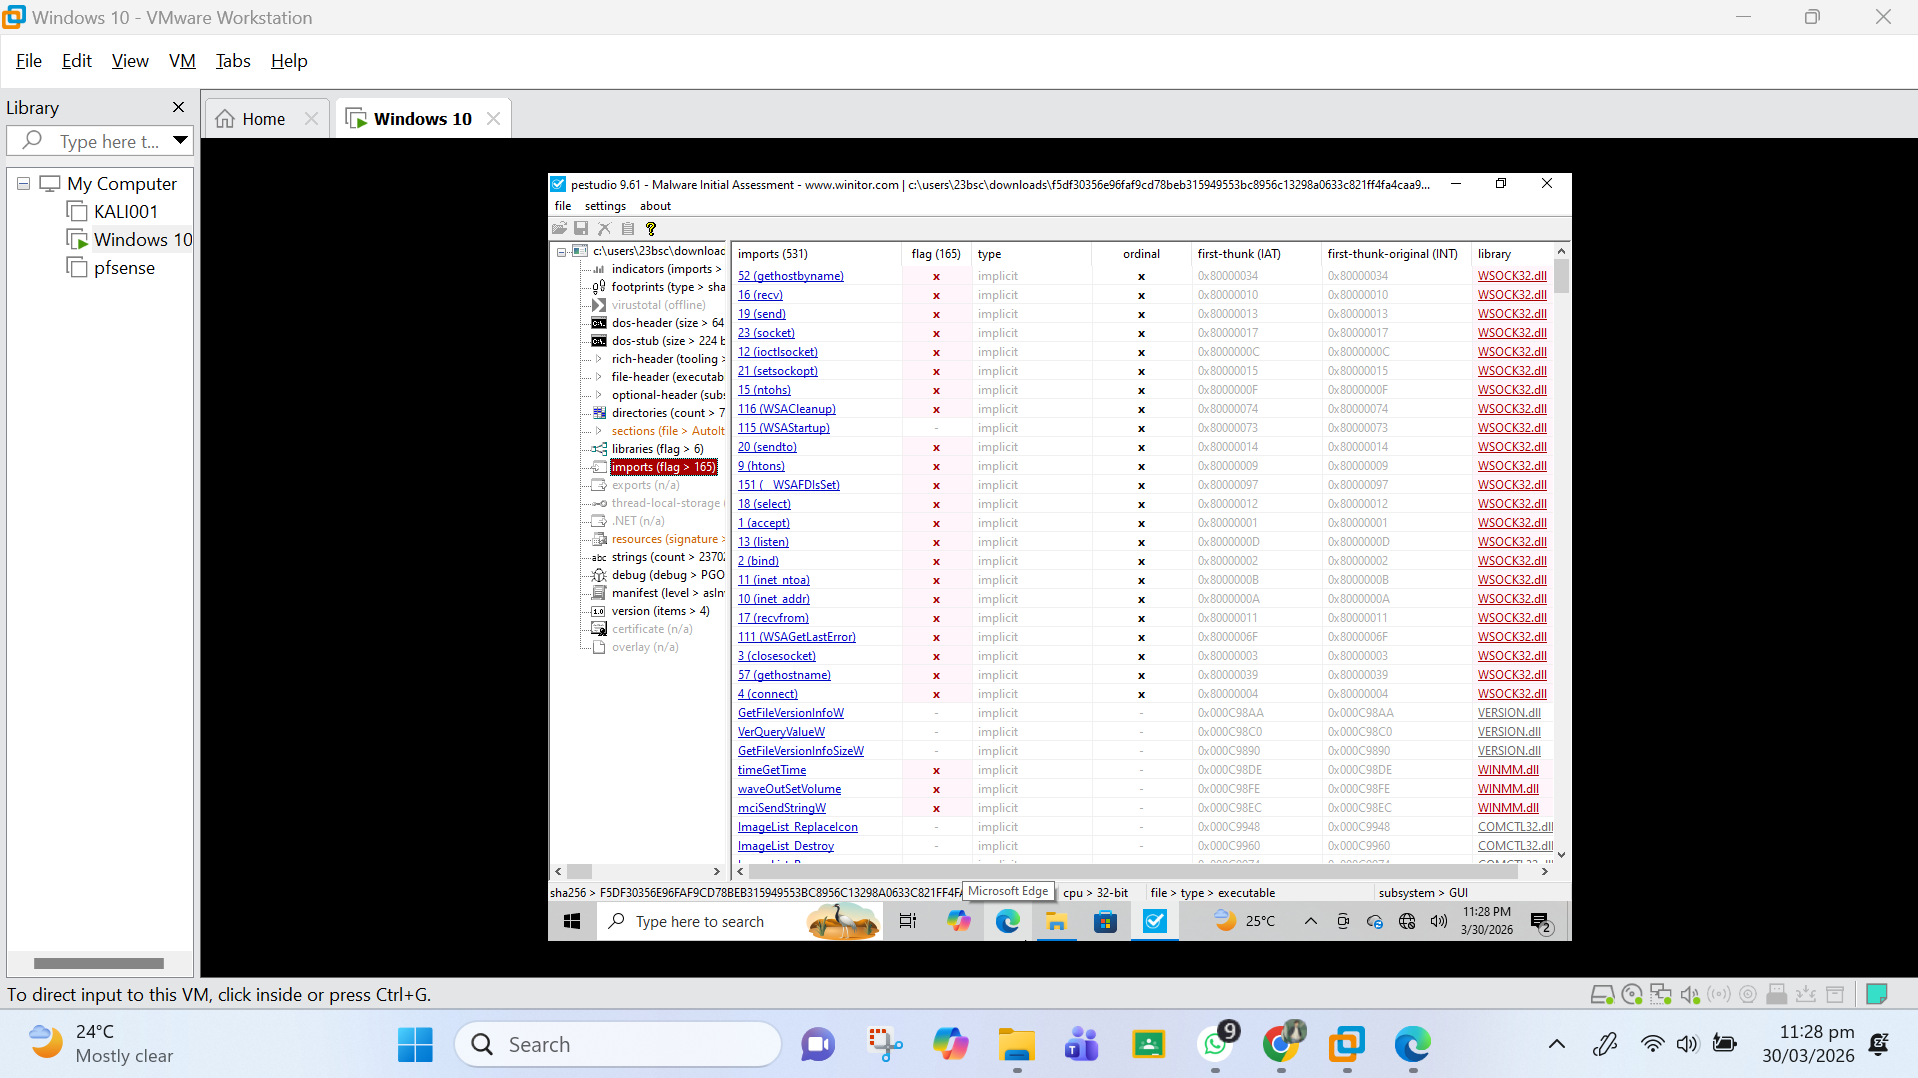 Windows 10 - VMware Workstation
File Edit View VM Tabs Help
Library
Home
Windows 10
Type here t...
My Computer
KALI001
Windows 10
pfsense
pestudio 9.61 - Malware Initial Assessment - www.winitor.com | c:\users\23bsc\downloads\f5df30356e96faf9cd78beb315949553bc8956c13298a0633c821ff4fa4caa9...
file settings about
c:\users\23bsc\downloac
indicators (imports >
footprints (type > sha
virustotal (offline)
dos-header (size > 64
dos-stub (size > 224 b
rich-header (tooling >
file-header (executab
optional-header (subs
directories (count > 7
sections (file > AutoIt
libraries (flag > 6)
imports (flag > 165)
exports (n/a)
thread-local-storage (
.NET (n/a)
resources (signature >
abc strings (count > 2370
debug (debug > PGO
manifest (level > asIn
1.0 version (items > 4)
certificate (n/a)
overlay (n/a)
imports (531) flag (165) type ordinal first-thunk (IAT) first-thunk-original (INT) library
52 (gethostbyname) x implicit x 0x80000034 0x80000034 WSOCK32.dll
16 (recv) x implicit x 0x80000010 0x80000010 WSOCK32.dll
19 (send) x implicit x 0x80000013 0x80000013 WSOCK32.dll
23 (socket) x implicit x 0x80000017 0x80000017 WSOCK32.dll
12 (ioctlsocket) x implicit x 0x8000000C 0x8000000C WSOCK32.dll
21 (setsockopt) x implicit x 0x80000015 0x80000015 WSOCK32.dll
15 (ntohs) x implicit x 0x8000000F 0x8000000F WSOCK32.dll
116 (WSACleanup) x implicit x 0x80000074 0x80000074 WSOCK32.dll
115 (WSAStartup) - implicit x 0x80000073 0x80000073 WSOCK32.dll
20 (sendto) x implicit x 0x80000014 0x80000014 WSOCK32.dll
9 (htons) x implicit x 0x80000009 0x80000009 WSOCK32.dll
151 (__WSAFDIsSet) x implicit x 0x80000097 0x80000097 WSOCK32.dll
18 (select) x implicit x 0x80000012 0x80000012 WSOCK32.dll
1 (accept) x implicit x 0x80000001 0x80000001 WSOCK32.dll
13 (listen) x implicit x 0x8000000D 0x8000000D WSOCK32.dll
2 (bind) x implicit x 0x80000002 0x80000002 WSOCK32.dll
11 (inet_ntoa) x implicit x 0x8000000B 0x8000000B WSOCK32.dll
10 (inet_addr) x implicit x 0x8000000A 0x8000000A WSOCK32.dll
17 (recvfrom) x implicit x 0x80000011 0x80000011 WSOCK32.dll
111 (WSAGetLastError) x implicit x 0x8000006F 0x8000006F WSOCK32.dll
3 (closesocket) x implicit x 0x80000003 0x80000003 WSOCK32.dll
57 (gethostname) x implicit x 0x80000039 0x80000039 WSOCK32.dll
4 (connect) x implicit x 0x80000004 0x80000004 WSOCK32.dll
GetFileVersionInfoW - implicit - 0x000C98AA 0x000C98AA VERSION.dll
VerQueryValueW - implicit - 0x000C98C0 0x000C98C0 VERSION.dll
GetFileVersionInfoSizeW - implicit - 0x000C9890 0x000C9890 VERSION.dll
timeGetTime x implicit - 0x000C98DE 0x000C98DE WINMM.dll
waveOutSetVolume x implicit - 0x000C98FE 0x000C98FE WINMM.dll
mciSendStringW x implicit - 0x000C98EC 0x000C98EC WINMM.dll
ImageList_ReplaceIcon - implicit - 0x000C9948 0x000C9948 COMCTL32.dll
ImageList_Destroy - implicit - 0x000C9960 0x000C9960 COMCTL32.dll
sha256 > F5DF30356E96FAF9CD78BEB315949553BC8956C13298A0633C821FF4FA cpu > 32-bit file > type > executable subsystem > GUI
Microsoft Edge
Type here to search
25°C
11:28 PM
3/30/2026
2
To direct input to this VM, click inside or press Ctrl+G.
24°C
Mostly clear
Search
9
11:28 pm
30/03/2026